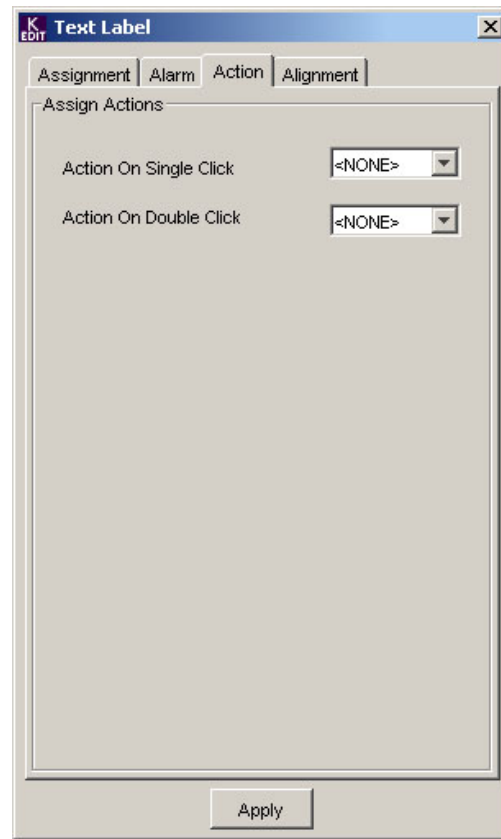 K EDIT Text Label
Assignment Alarm Action Alignment
Assign Actions
Action On Single Click <NONE>
Action On Double Click <NONE>
Apply